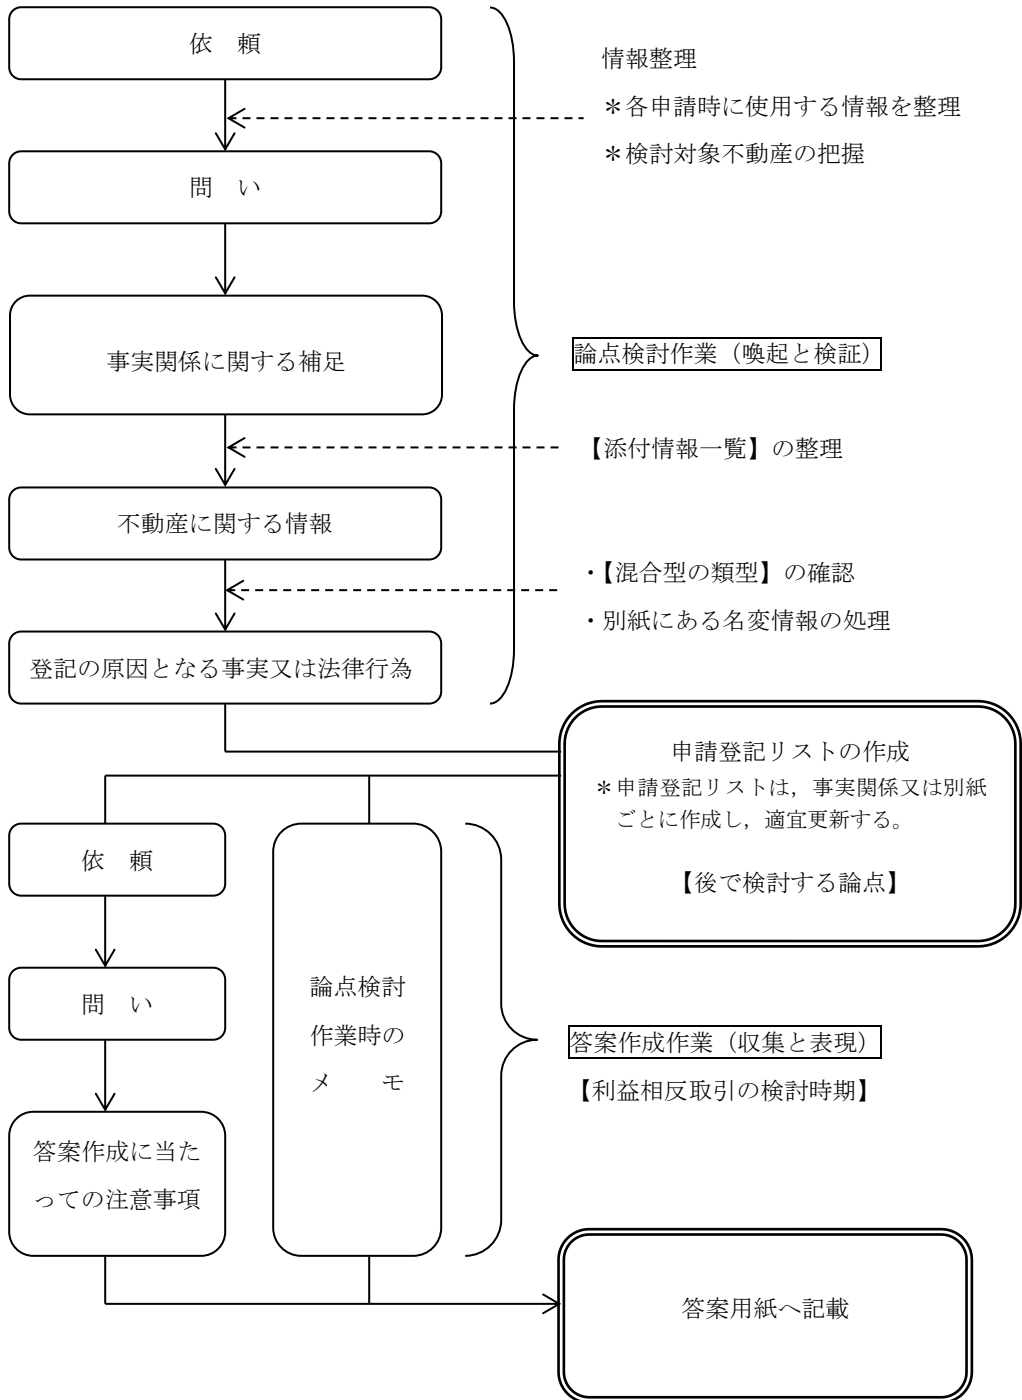 依　頼
情報整理
＊各申請時に使用する情報を整理
＊検討対象不動産の把握
問　い
事実関係に関する補足
論点検討作業（喚起と検証）
【添付情報一覧】の整理
不動産に関する情報
・【混合型の類型】の確認
・別紙にある名変情報の処理
登記の原因となる事実又は法律行為
申請登記リストの作成
＊申請登記リストは，事実関係又は別紙
ごとに作成し，適宜更新する。
【後で検討する論点】
依　頼
問　い
答案作成に当た
っての注意事項
論点検討
作業時の
メ　　モ
答案作成作業（収集と表現）
【利益相反取引の検討時期】
答案用紙へ記載